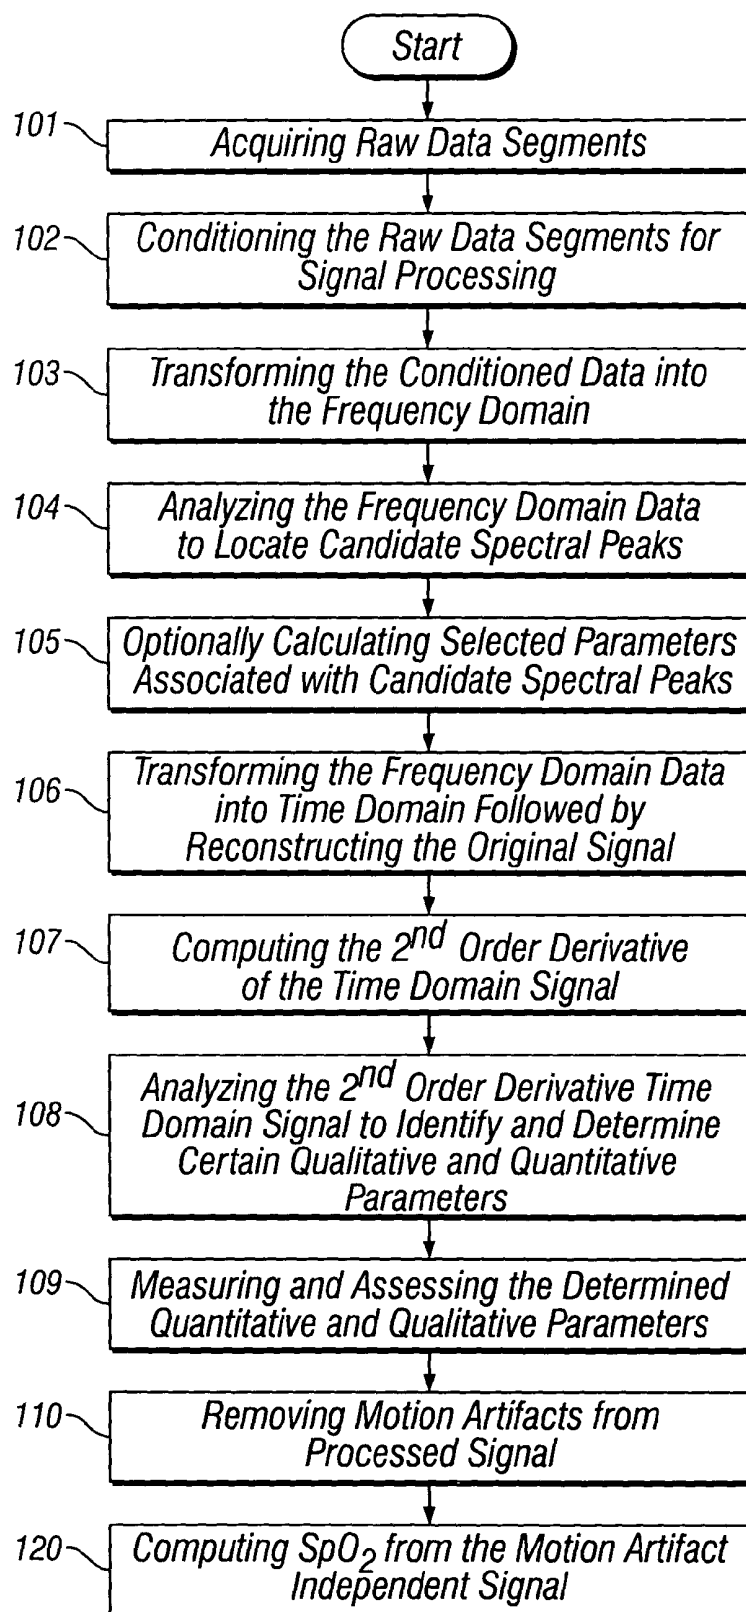 Start
101
Acquiring Raw Data Segments
102
Conditioning the Raw Data Segments for
Signal Processing
103
Transforming the Conditioned Data into
the Frequency Domain
104
Analyzing the Frequency Domain Data
to Locate Candidate Spectral Peaks
105
Optionally Calculating Selected Parameters
Associated with Candidate Spectral Peaks
106
Transforming the Frequency Domain Data
into Time Domain Followed by
Reconstructing the Original Signal
107
Computing the 2nd Order Derivative
of the Time Domain Signal
108
Analyzing the 2nd Order Derivative Time
Domain Signal to Identify and Determine
Certain Qualitative and Quantitative
Parameters
109
Measuring and Assessing the Determined
Quantitative and Qualitative Parameters
110
Removing Motion Artifacts from
Processed Signal
120
Computing SpO2 from the Motion Artifact
Independent Signal